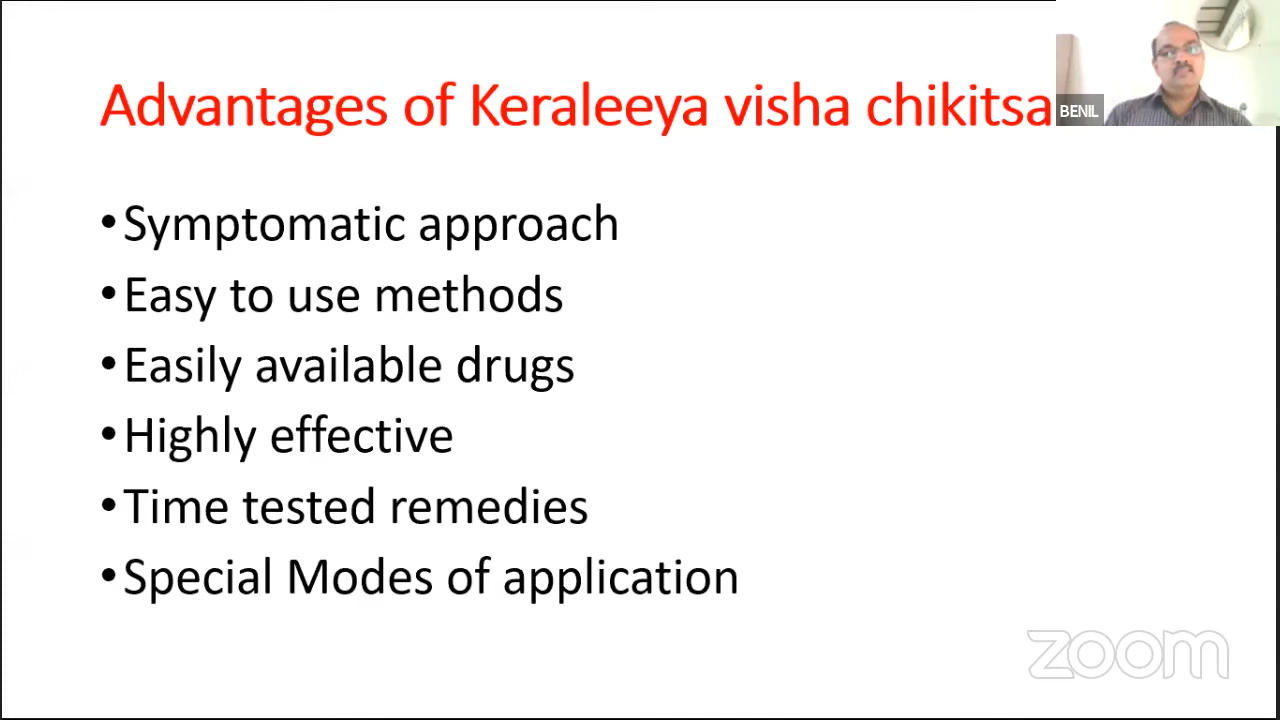 Advantages of Keraleeya visha chikitsa
BENIL
•Symptomatic approach
•Easy to use methods
•Easily available drugs
•Highly effective
•Time tested remedies
•Special Modes of application
zoom